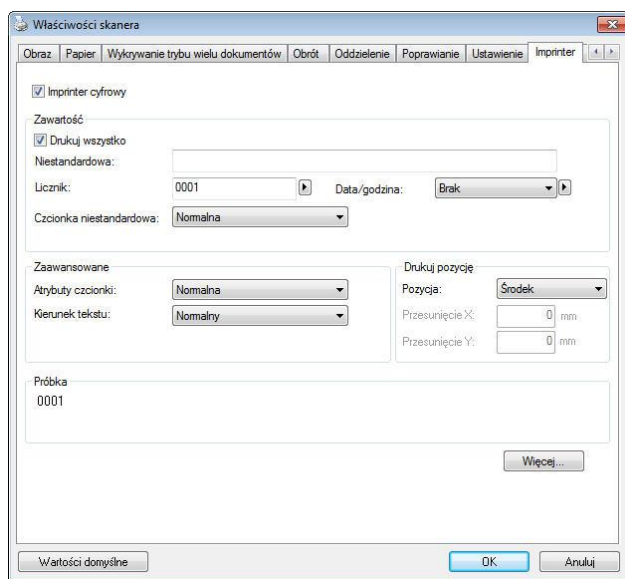 Właściwości skanera
Obraz Papier Wykrywanie trybu wielu dokumentów Obrót Oddzielenie Poprawianie Ustawienie Imprinter
Imprinter cyfrowy
Zawartość
Drukuj wszystko
Niestandardowa:
Licznik: 0001 Data/godzina: Brak
Czcionka niestandardowa: Normalna
Zaawansowane
Atrybuty czcionki: Normalna
Kierunek tekstu: Normalny
Drukuj pozycję
Pozycja: Środek
Przesunięcie X: 0 mm
Przesunięcie Y: 0 mm
Próbka
0001
Więcej...
Wartości domyślne OK Anuluj